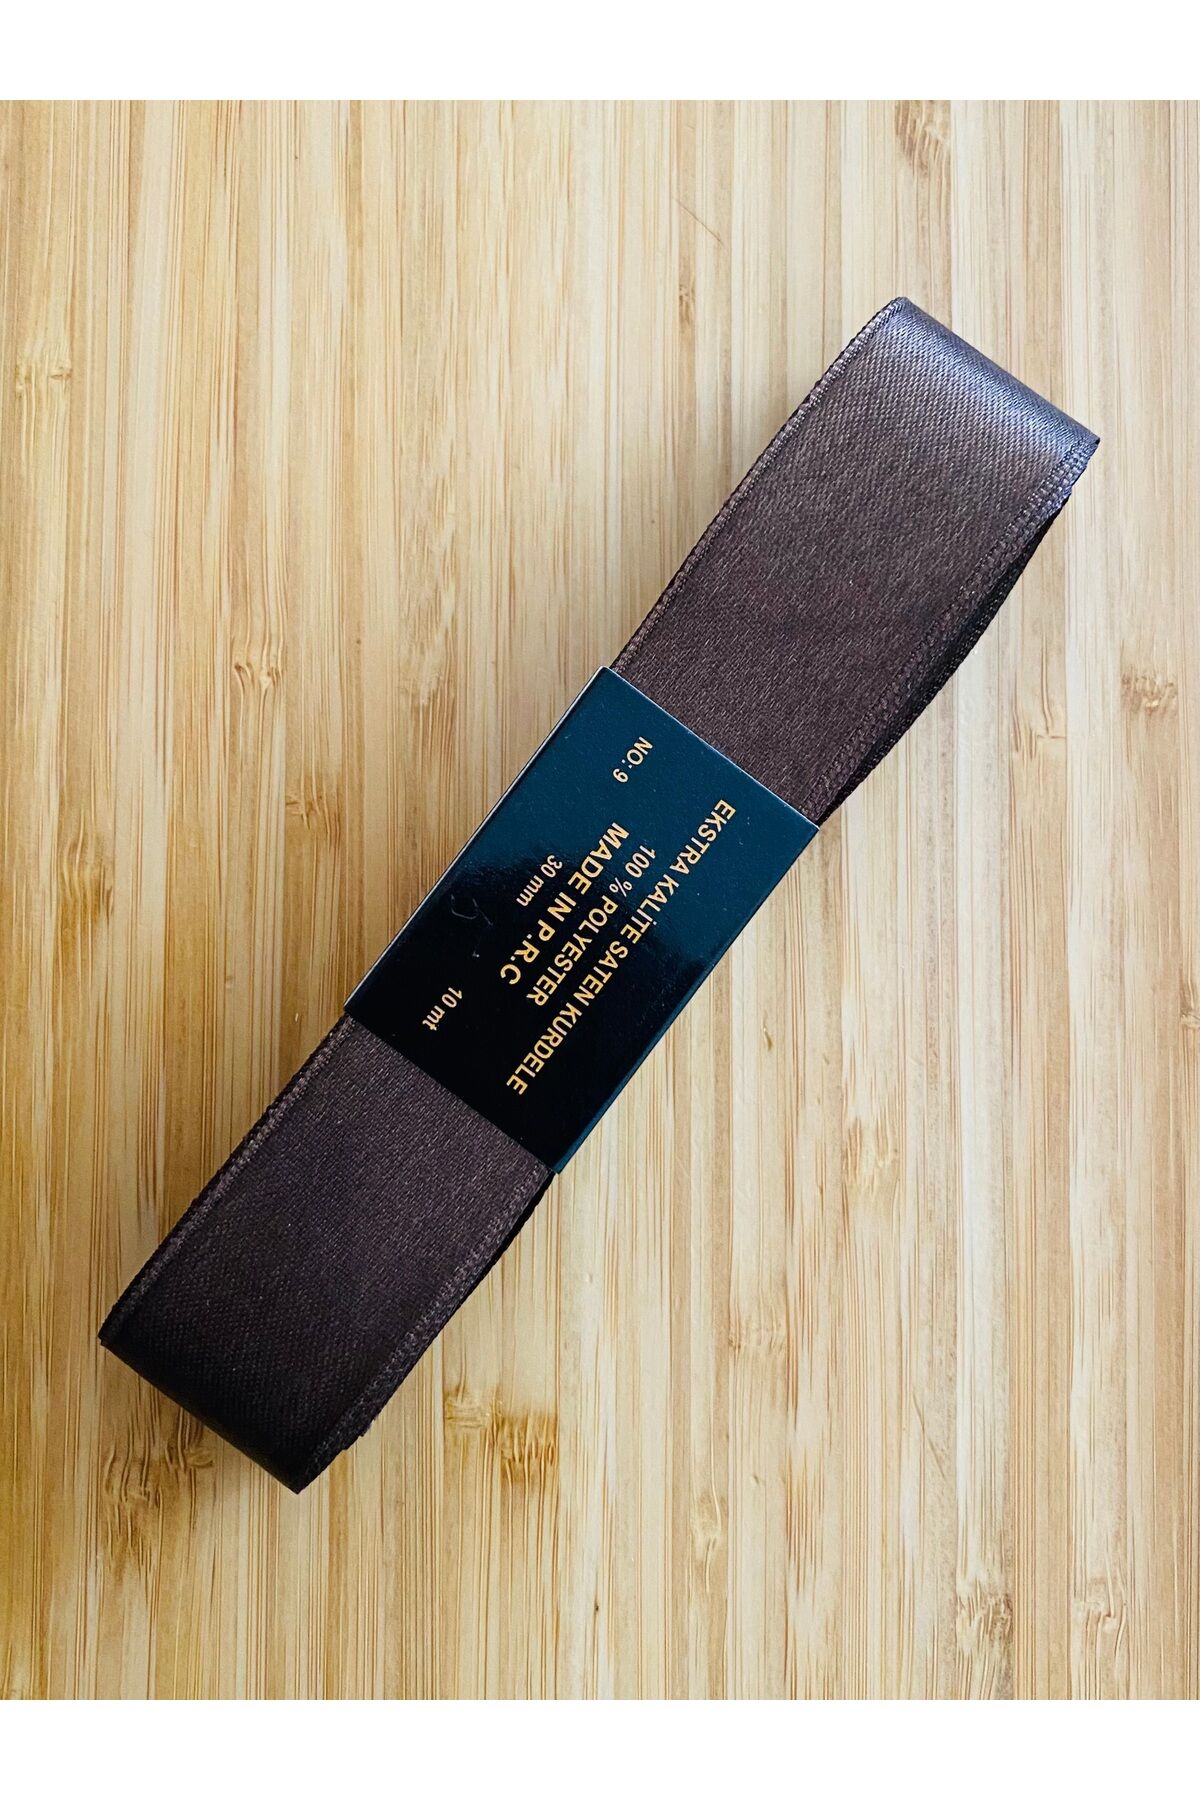 EKSTRA KALİTE SATEN KURDELE
100 % POLYESTER
MADE IN P.R.C
NO: 9
30 mm
10 mt